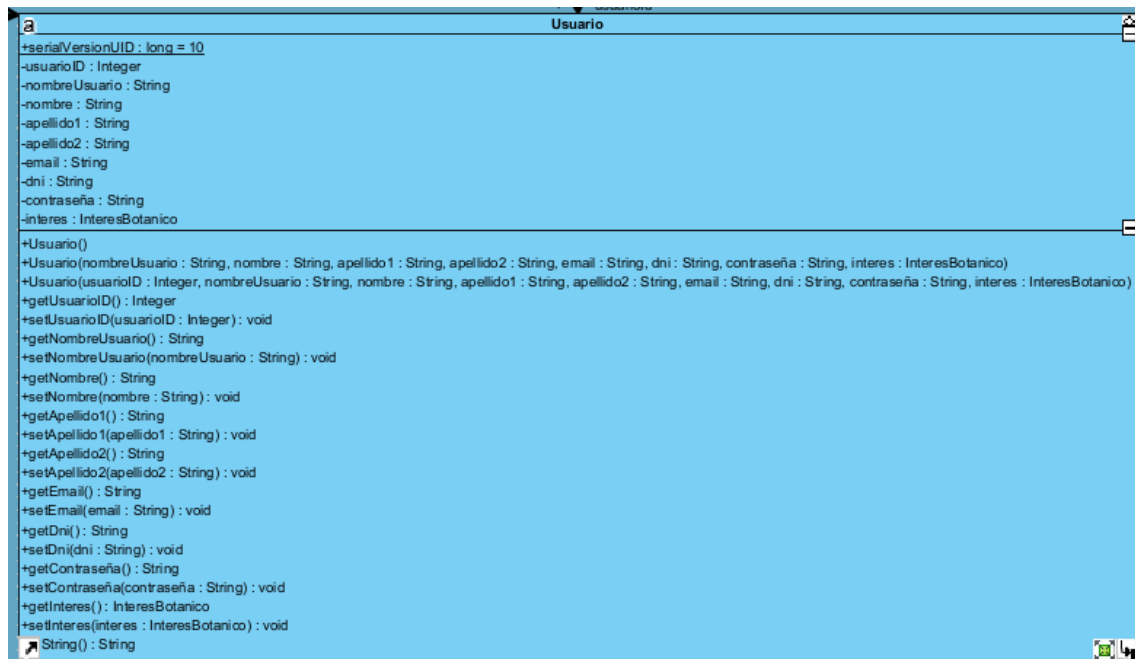 Usuario
+serialVersionUID : long = 10
-usuarioID : Integer
-nombreUsuario : String
-nombre : String
-apellido1 : String
-apellido2 : String
-email : String
-dni : String
-contraseña : String
-interes : InteresBotanico
+Usuario()
+Usuario(nombreUsuario : String, nombre : String, apellido1 : String, apellido2 : String, email : String, dni : String, contraseña : String, interes : InteresBotanico)
+Usuario(usuarioID : Integer, nombreUsuario : String, nombre : String, apellido1 : String, apellido2 : String, email : String, dni : String, contraseña : String, interes : InteresBotanico)
+getUsuarioID() : Integer
+setUsuarioID(usuarioID : Integer) : void
+getNombreUsuario() : String
+setNombreUsuario(nombreUsuario : String) : void
+getNombre() : String
+setNombre(nombre : String) : void
+getApellido1() : String
+setApellido1(apellido1 : String) : void
+getApellido2() : String
+setApellido2(apellido2 : String) : void
+getEmail() : String
+setEmail(email : String) : void
+getDni() : String
+setDni(dni : String) : void
+getContraseña() : String
+setContraseña(contraseña : String) : void
+getInteres() : InteresBotanico
+setInteres(interes : InteresBotanico) : void
String() : String